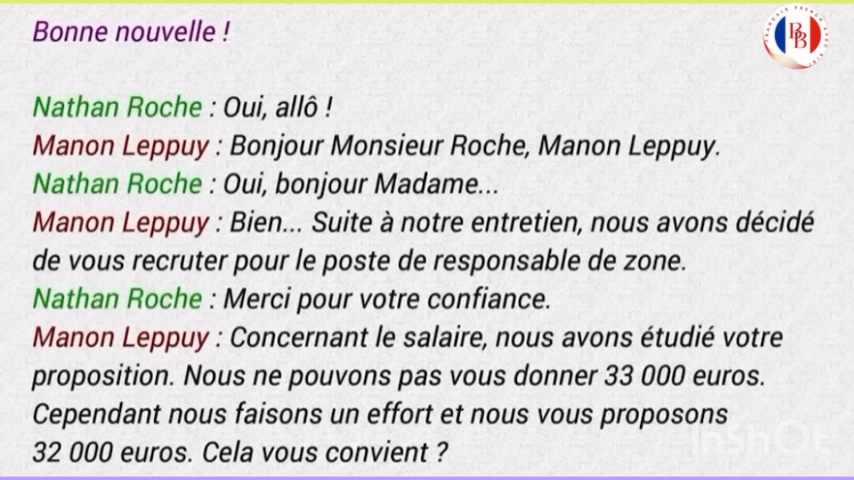 Bonne nouvelle !
Nathan Roche : Oui, allô !
Manon Leppuy : Bonjour Monsieur Roche, Manon Leppuy.
Nathan Roche : Oui, bonjour Madame...
Manon Leppuy : Bien... Suite à notre entretien, nous avons décidé
de vous recruter pour le poste de responsable de zone.
Nathan Roche : Merci pour votre confiance.
Manon Leppuy : Concernant le salaire, nous avons étudié votre
proposition. Nous ne pouvons pas vous donner 33 000 euros.
Cependant nous faisons un effort et nous vous proposons
32 000 euros. Cela vous convient ?
InShOt